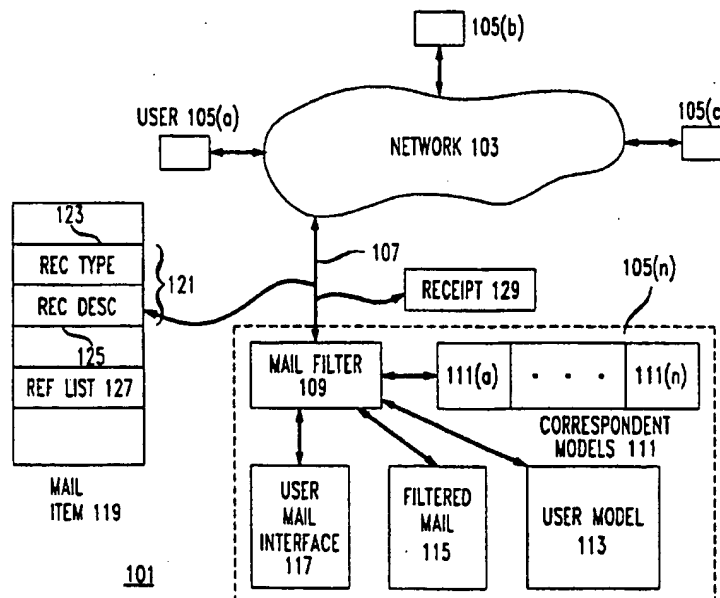 105(b)
USER 105(a)
105(c
NETWORK 103
123
107
REC TYPE
121
REC DESC
RECEIPT 129
105(n)
125
REF LIST 127
MAIL FILTER
109
111(a) . . . 111(n)
CORRESPONDENT
MODELS 111
MAIL
ITEM 119
USER
MAIL
INTERFACE
117
FILTERED
MAIL
115
USER MODEL
113
101